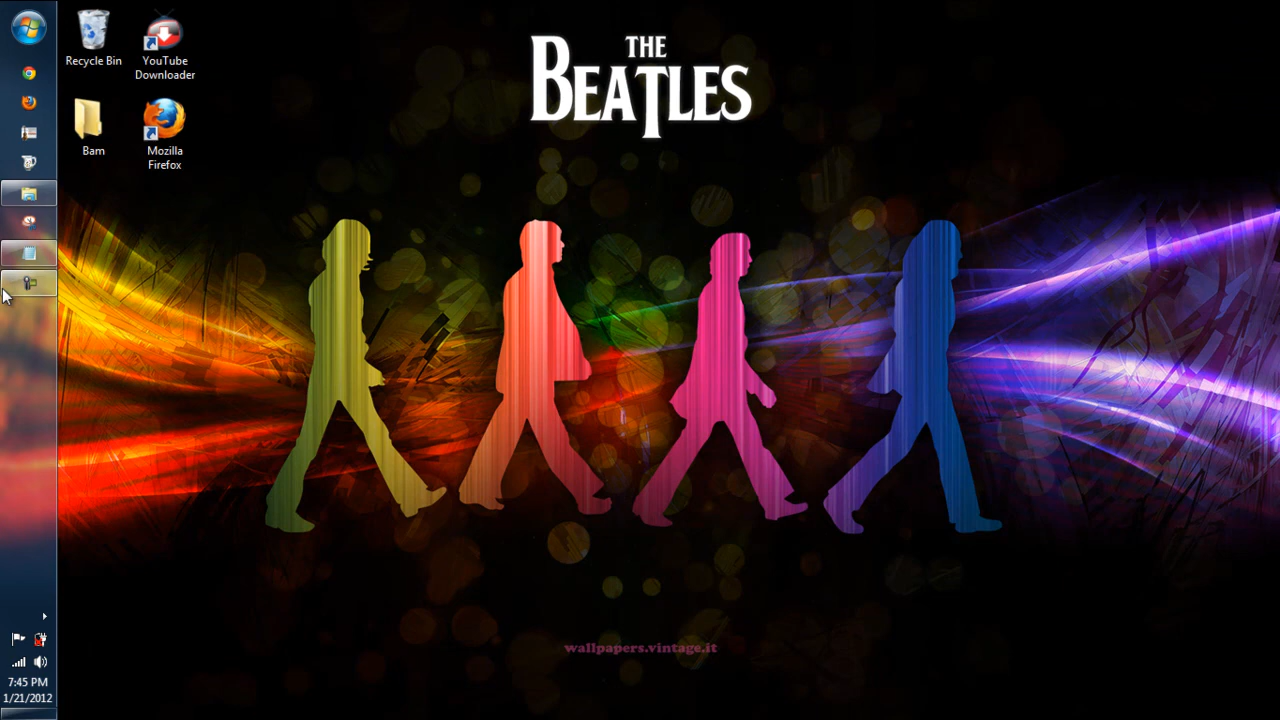 THE
BEATLES
Recycle Bin
YouTube
Downloader
Bam
Mozilla
Firefox
wallpapers.vintage.it
7:45 PM
1/21/2012